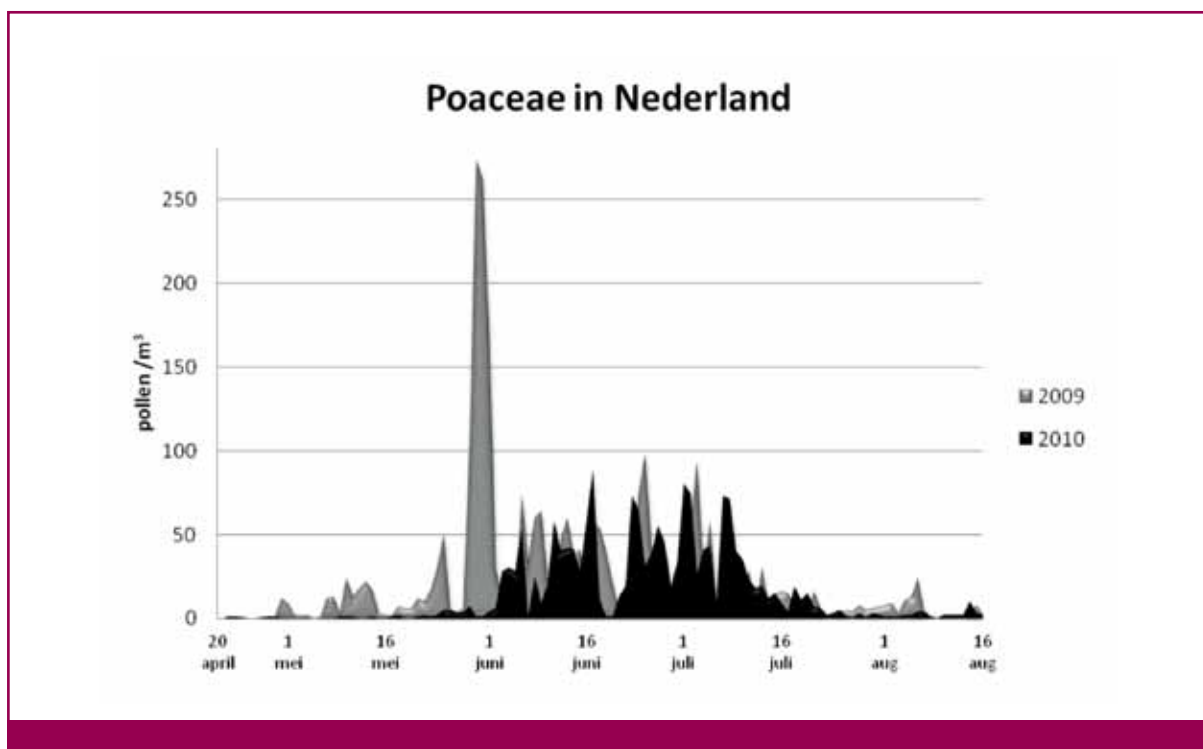 Poaceae in Nederland
pollen /m³
250
200
150
100
50
0
20 april
1 mei
16 mei
1 juni
16 juni
1 juli
16 juli
1 aug
16 aug
2009
2010